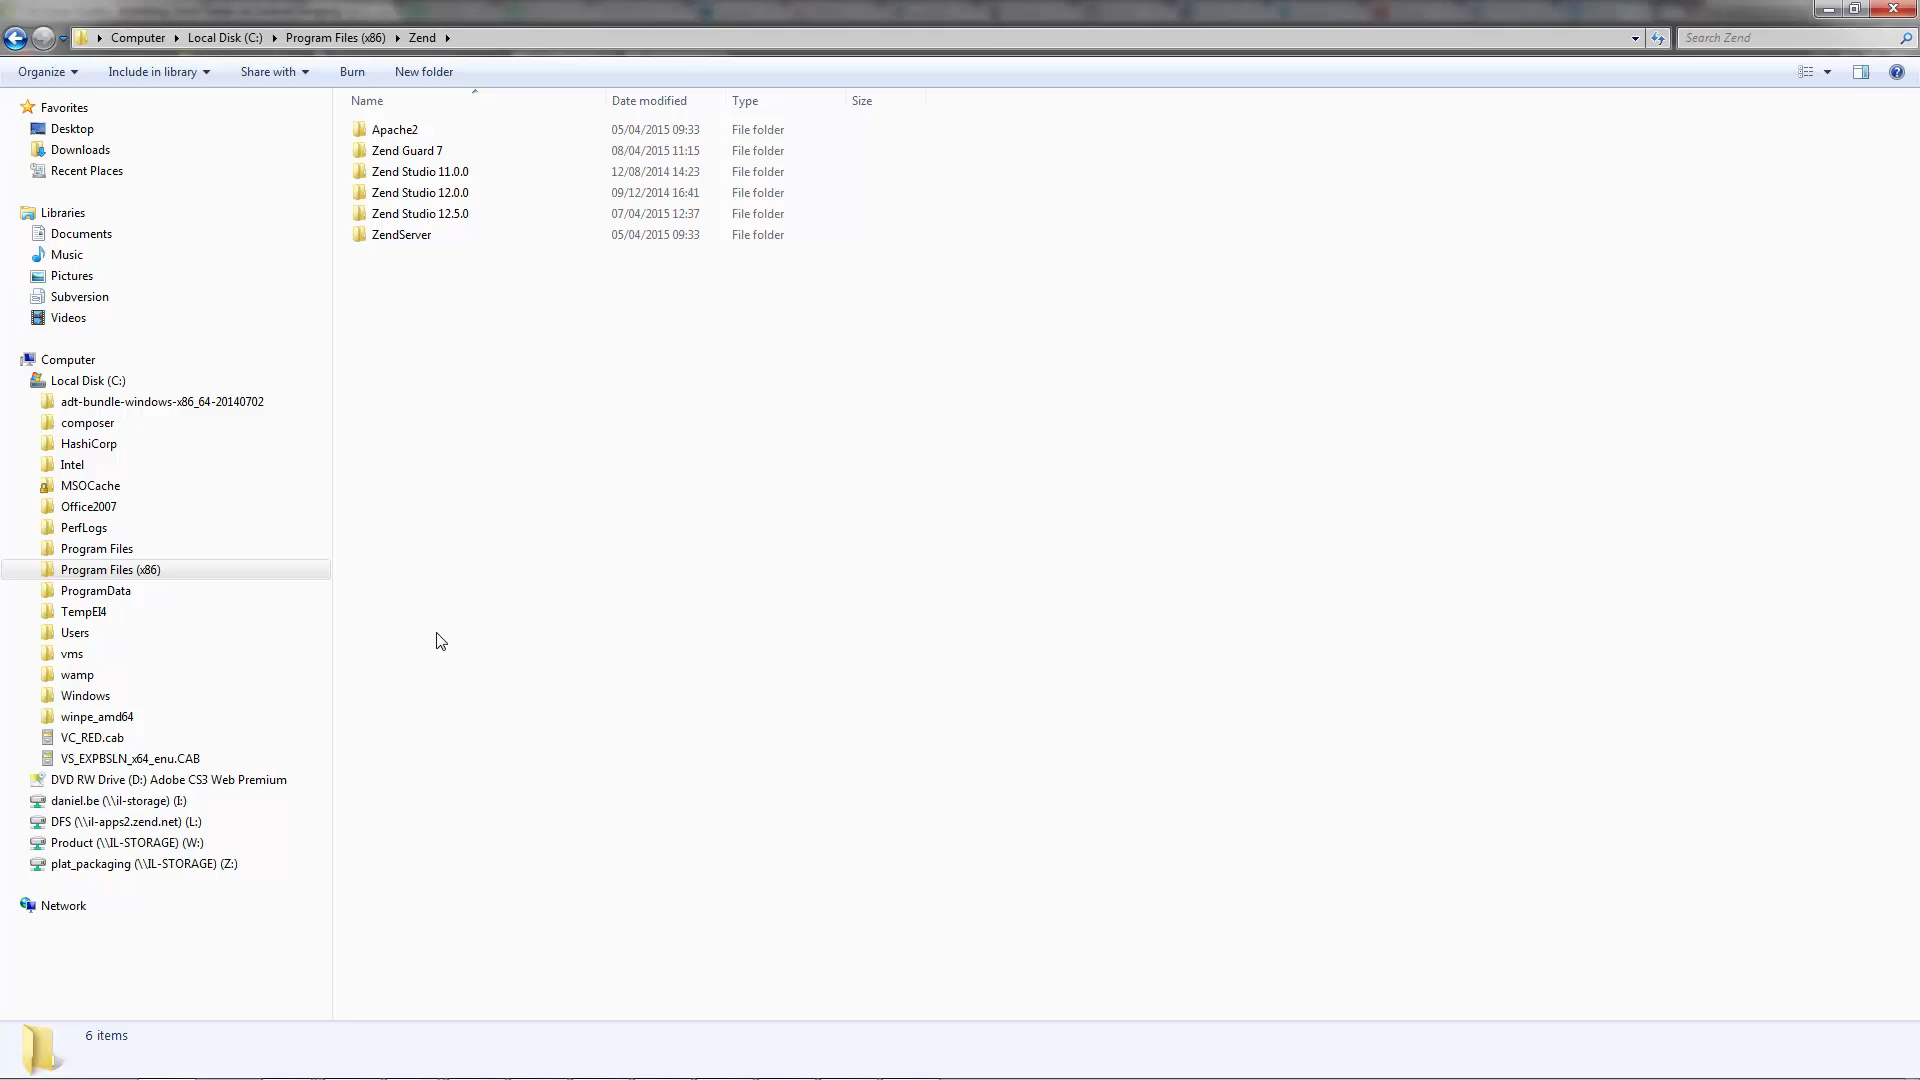 Computer Local Disk (C:) Program Files (x86) Zend
Search Zend
Organize Include in library Share with Burn New folder
Name Date modified Type Size
Apache2 05/04/2015 09:33 File folder
Zend Guard 7 08/04/2015 11:15 File folder
Zend Studio 11.0.0 12/08/2014 14:23 File folder
Zend Studio 12.0.0 09/12/2014 16:41 File folder
Zend Studio 12.5.0 07/04/2015 12:37 File folder
ZendServer 05/04/2015 09:33 File folder
Favorites
Desktop
Downloads
Recent Places
Libraries
Documents
Music
Pictures
Subversion
Videos
Computer
Local Disk (C:)
adt-bundle-windows-x86_64-20140702
composer
HashiCorp
Intel
MSOCache
Office2007
PerfLogs
Program Files
Program Files (x86)
ProgramData
TempEI4
Users
vms
wamp
Windows
winpe_amd64
VC_RED.cab
VS_EXPBSLN_x64_enu.CAB
DVD RW Drive (D:) Adobe CS3 Web Premium
daniel.be (\\il-storage) (I:)
DFS (\\il-apps2.zend.net) (L:)
Product (\\IL-STORAGE) (W:)
plat_packaging (\\IL-STORAGE) (Z:)
Network
6 items